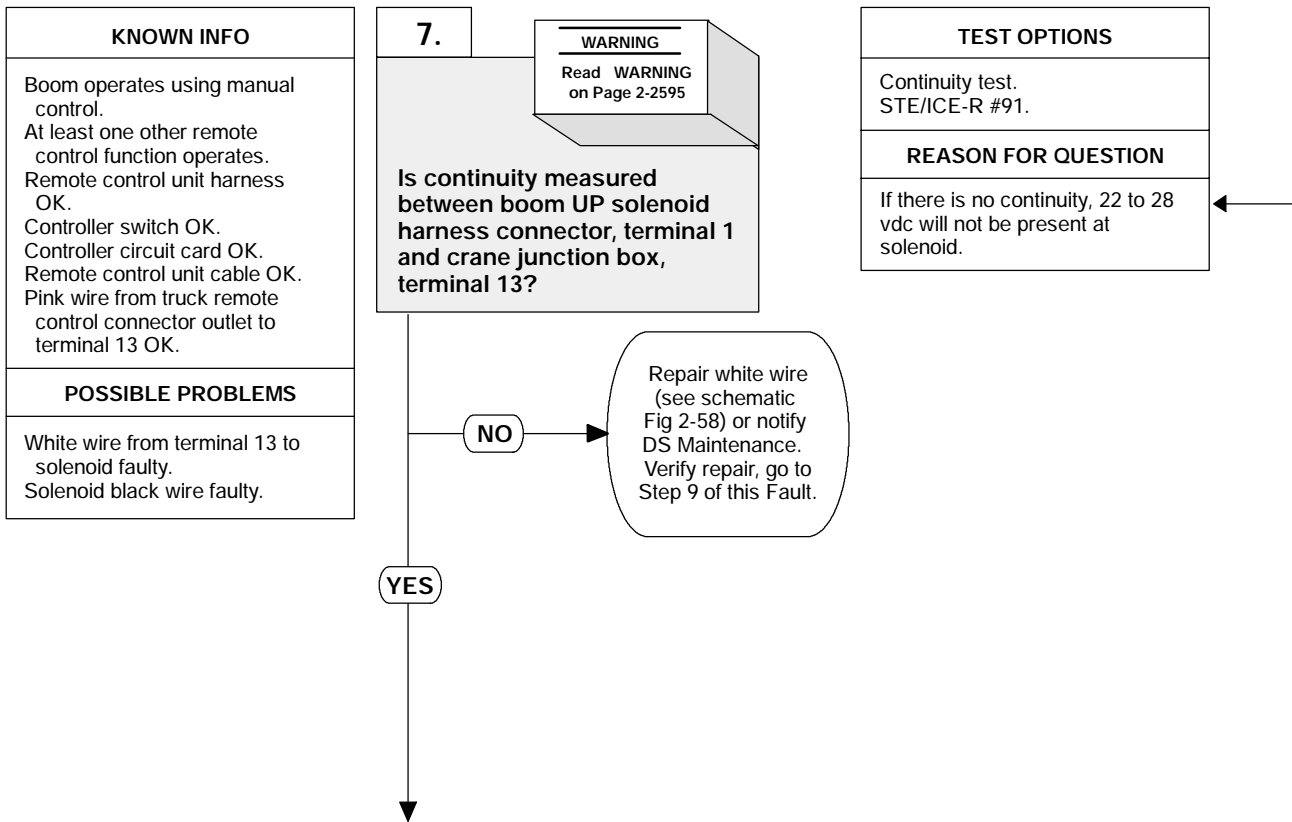 KNOWN INFO
Boom operates using manual
control.
At least one other remote
control function operates.
Remote control unit harness
OK.
Controller switch OK.
Controller circuit card OK.
Remote control unit cable OK.
Pink wire from truck remote
control connector outlet to
terminal 13 OK.
POSSIBLE PROBLEMS
White wire from terminal 13 to
solenoid faulty.
Solenoid black wire faulty.
7.
WARNING
Read WARNING
on Page 2-2595
Is continuity measured
between boom UP solenoid
harness connector, terminal 1
and crane junction box,
terminal 13?
TEST OPTIONS
Continuity test.
STE/ICE-R #91.
REASON FOR QUESTION
If there is no continuity, 22 to 28
vdc will not be present at
solenoid.
NO
Repair white wire
(see schematic
Fig 2-58) or notify
DS Maintenance.
Verify repair, go to
Step 9 of this Fault.
YES